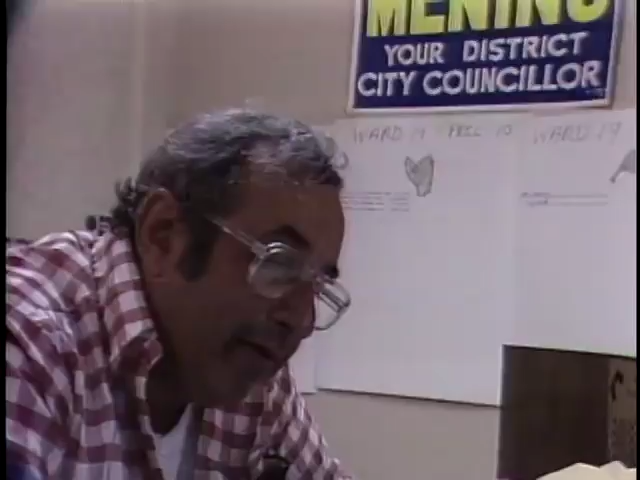 MENINO
YOUR DISTRICT
CITY COUNCILLOR
WARD 19 PREC 10 WARD 19